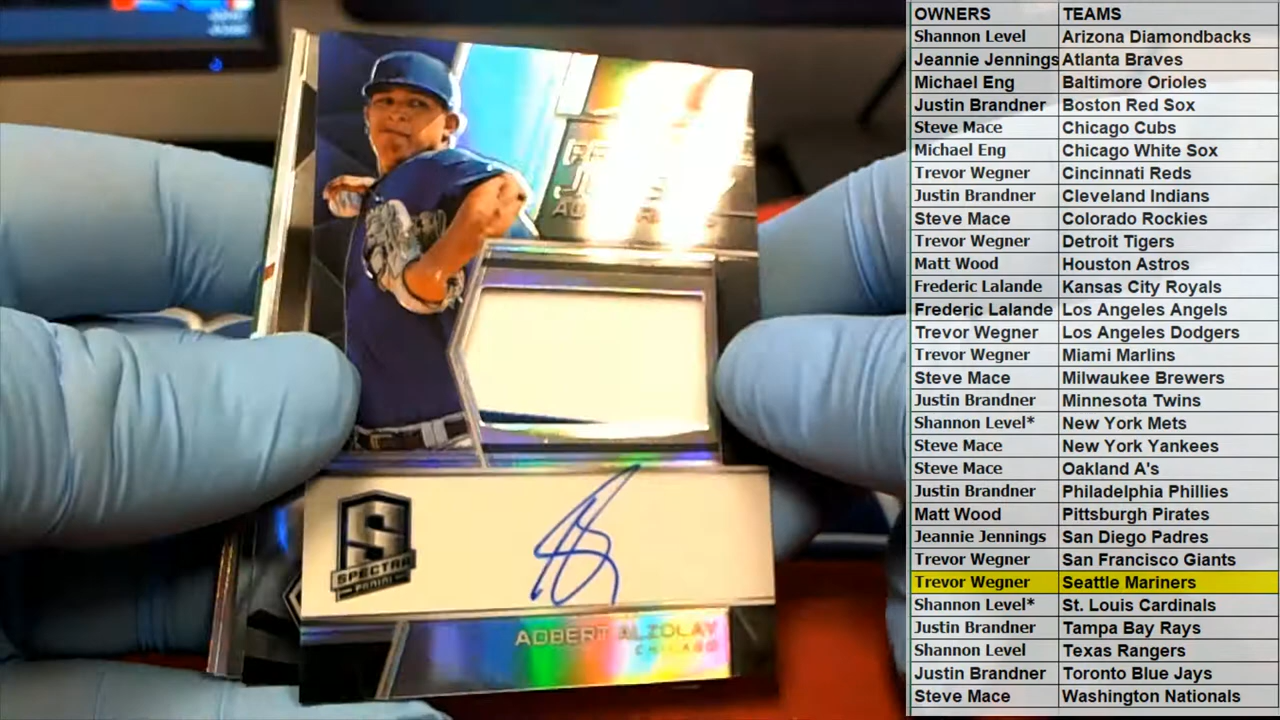 AUTOGRAPHS
SPECTRA
PANINI
ADBERT ALZOLAY
CHICAGO
OWNERS TEAMS
Shannon Level Arizona Diamondbacks
Jeannie Jennings Atlanta Braves
Michael Eng Baltimore Orioles
Justin Brandner Boston Red Sox
Steve Mace Chicago Cubs
Michael Eng Chicago White Sox
Trevor Wegner Cincinnati Reds
Justin Brandner Cleveland Indians
Steve Mace Colorado Rockies
Trevor Wegner Detroit Tigers
Matt Wood Houston Astros
Frederic Lalande Kansas City Royals
Frederic Lalande Los Angeles Angels
Trevor Wegner Los Angeles Dodgers
Trevor Wegner Miami Marlins
Steve Mace Milwaukee Brewers
Justin Brandner Minnesota Twins
Shannon Level* New York Mets
Steve Mace New York Yankees
Steve Mace Oakland A's
Justin Brandner Philadelphia Phillies
Matt Wood Pittsburgh Pirates
Jeannie Jennings San Diego Padres
Trevor Wegner San Francisco Giants
Trevor Wegner Seattle Mariners
Shannon Level* St. Louis Cardinals
Justin Brandner Tampa Bay Rays
Shannon Level Texas Rangers
Justin Brandner Toronto Blue Jays
Steve Mace Washington Nationals